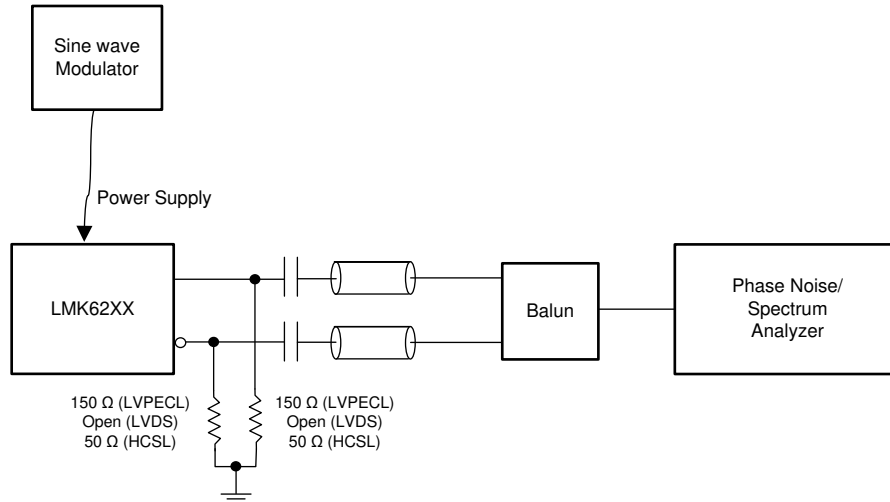 Sine wave
Modulator
Power Supply
LMK62XX
Balun
Phase Noise/
Spectrum
Analyzer
150 Ω (LVPECL)
Open (LVDS)
50 Ω (HCSL)
150 Ω (LVPECL)
Open (LVDS)
50 Ω (HCSL)